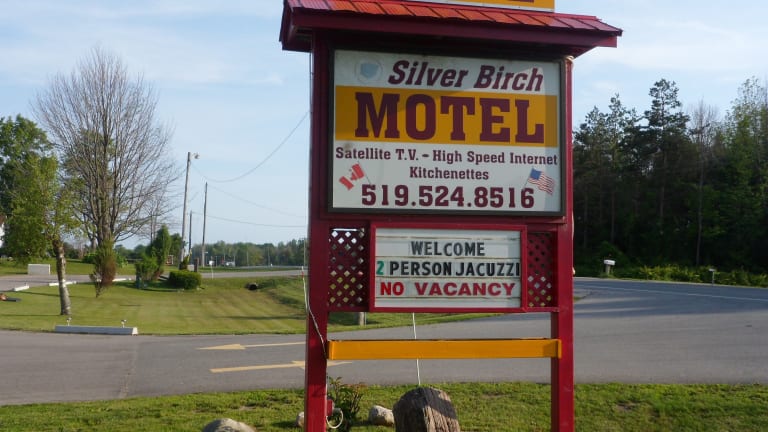 Silver Birch
MOTEL
Satellite T.V. - High Speed Internet
Kitchenettes
519.524.8516
WELCOME
2 PERSON JACUZZI
NO VACANCY